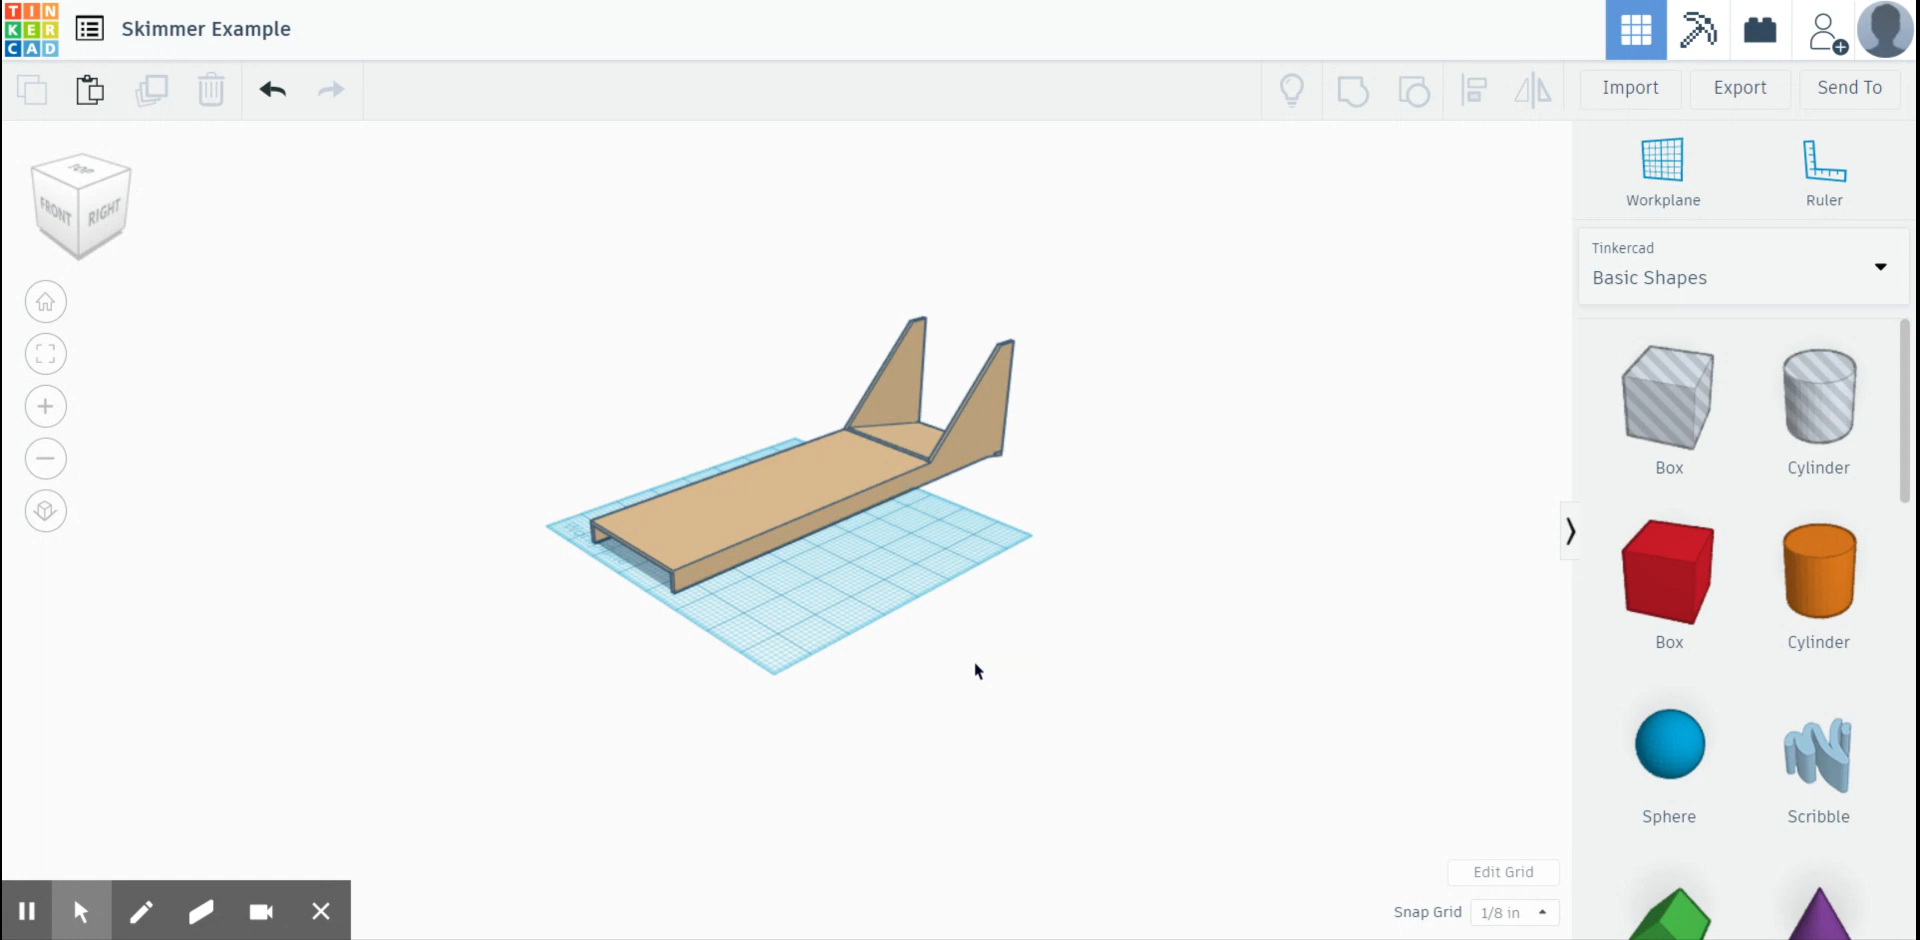 TIN
KER
CAD
Skimmer Example
Import
Export
Send To
TOP
FRONT
RIGHT
Workplane
Ruler
Tinkercad
Basic Shapes
Box
Cylinder
Box
Cylinder
Sphere
Scribble
Edit Grid
Snap Grid
1/8 in